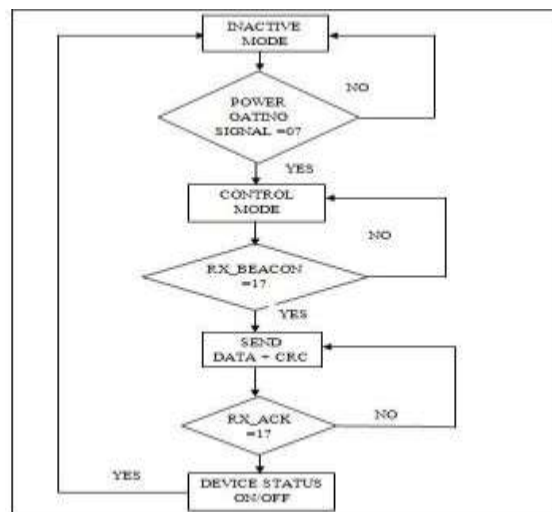 INACTIVE
MODE
NO
POWER
GATING
SIGNAL =0?
YES
CONTROL
MODE
NO
RX_BEACON
=1?
YES
SEND
DATA + CRC
RX_ACK
=1?
NO
YES
DEVICE STATUS
ON/OFF